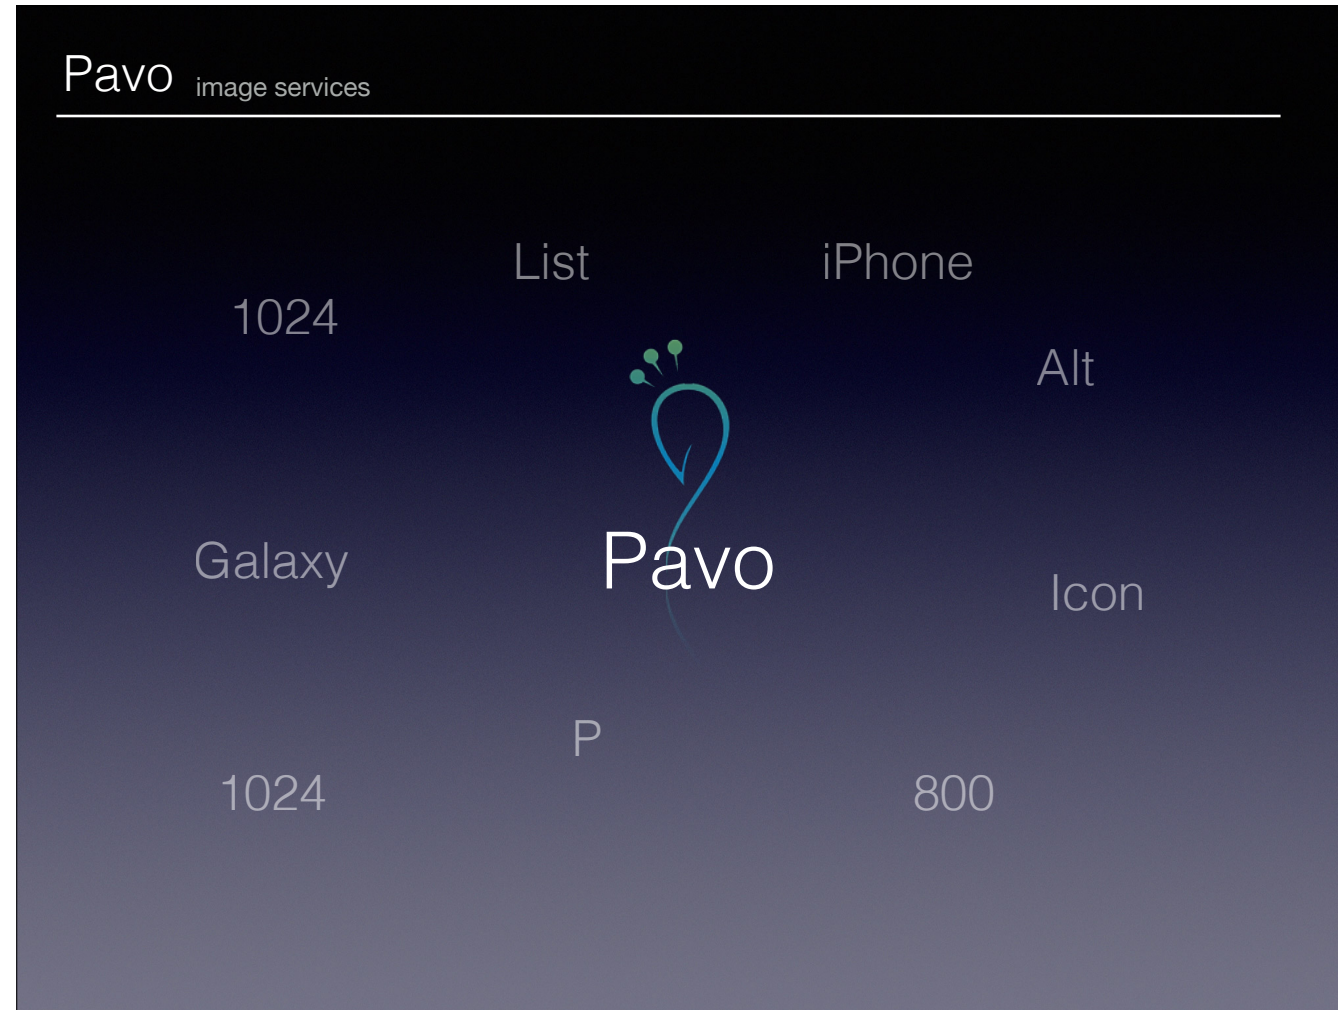 Pavo image services
List
iPhone
1024
Alt
Galaxy
Pavo
Icon
P
1024
800